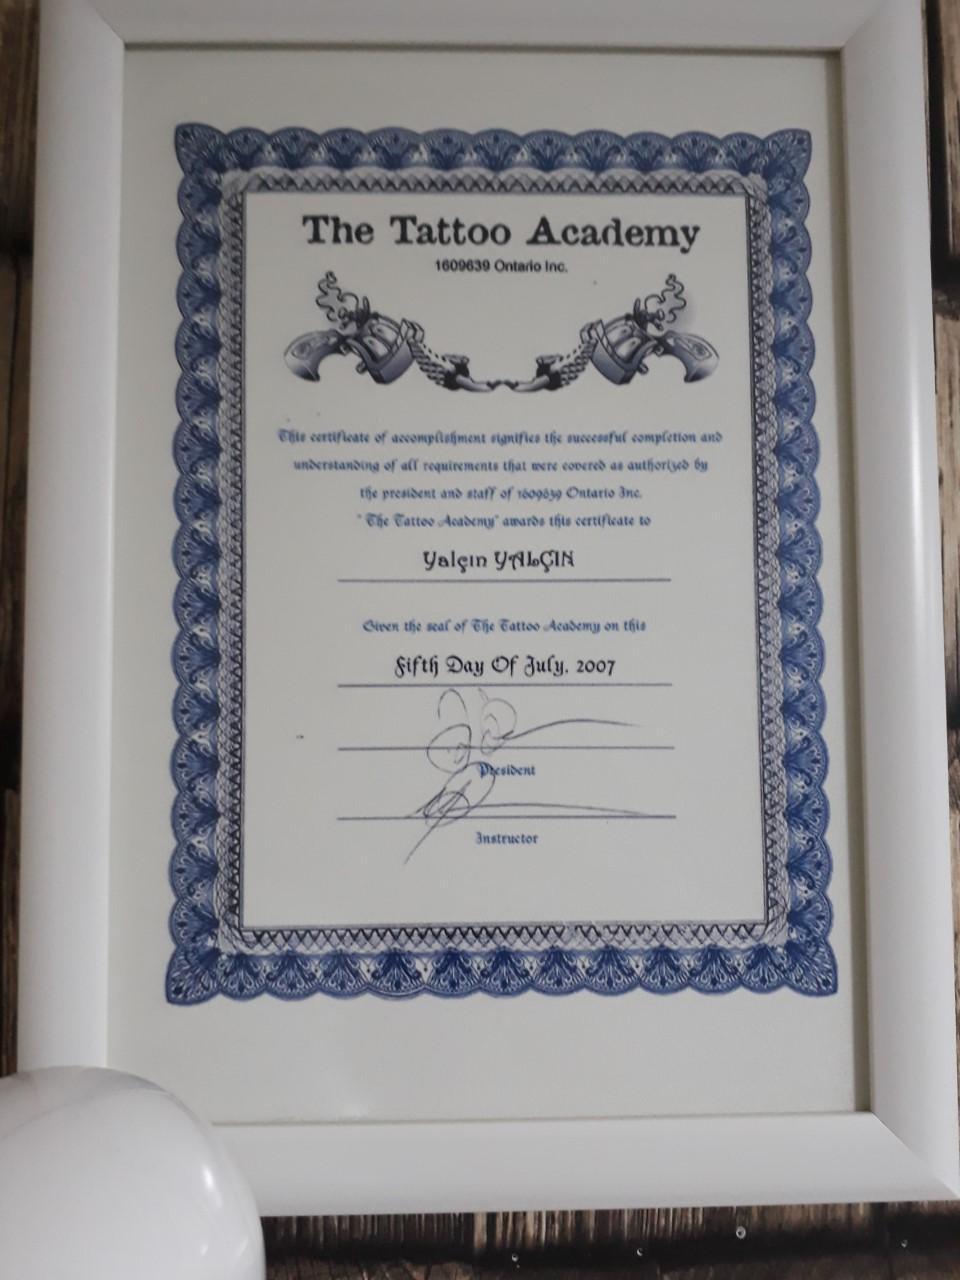 The Tattoo Academy
1609639 Ontario Inc.
This certificate of accomplishment signifies the successful completion and
understanding of all requirements that were covered as authorized by
the president and staff of 1609639 Ontario Inc.
"The Tattoo Academy" awards this certificate to
Yalçın YALÇIN
Given the seal of The Tattoo Academy on this
Fifth Day Of July. 2007
President
Instructor